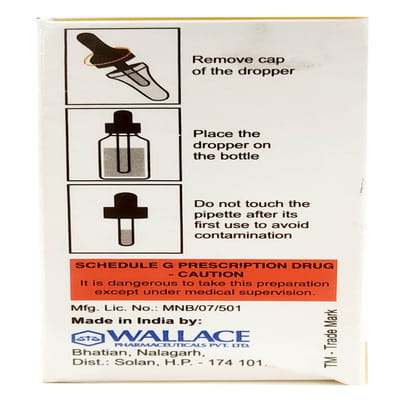 Remove cap
of the dropper
Place the
dropper on
the bottle
Do not touch the
pipette after its
first use to avoid
contamination
SCHEDULE G PRESCRIPTION DRUG
- CAUTION
It is dangerous to take this preparation
except under medical supervision.
Mfg. Lic. No.: MNB/07/501
Made in India by:
WALLACE
PHARMACEUTICALS PVT. LTD.
Bhatian, Nalagarh,
Dist.: Solan, H.P. - 174 101.
TM - Trade Mark